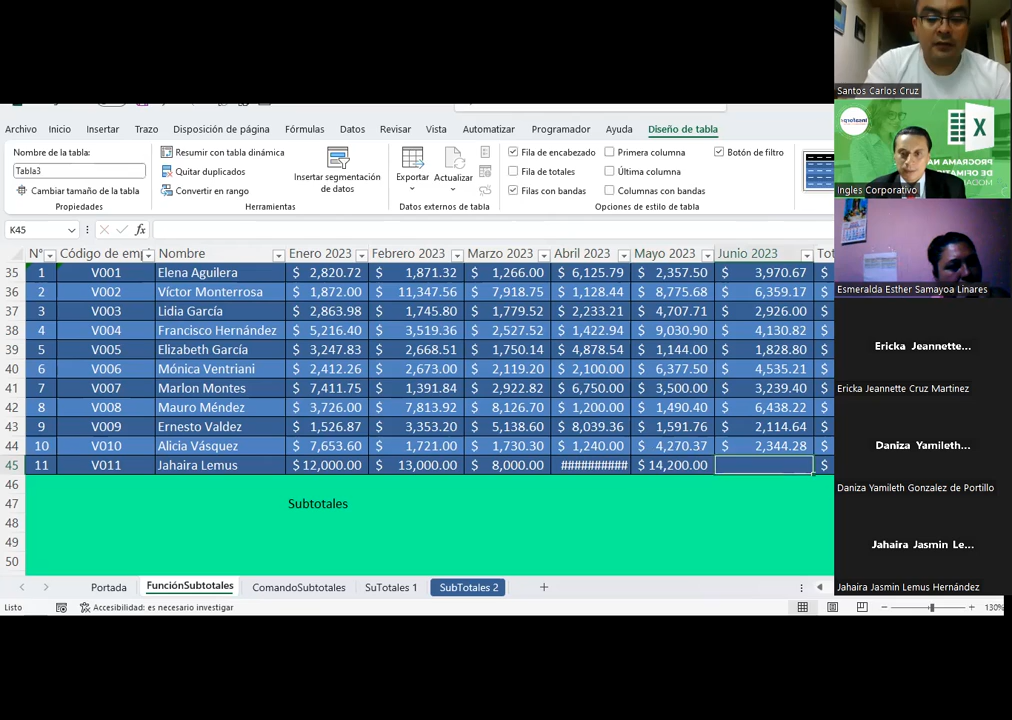 Archivo Inicio Insertar Trazo Disposición de página Fórmulas Datos Revisar Vista Automatizar Programador Ayuda Diseño de tabla
Nombre de la tabla:
Tabla3
Cambiar tamaño de la tabla
Propiedades
Resumir con tabla dinámica
Quitar duplicados
Convertir en rango
Herramientas
Insertar segmentación
de datos
Exportar
Actualizar
Datos externos de tabla
Fila de encabezado
Primera columna
Botón de filtro
Fila de totales
Última columna
Filas con bandas
Columnas con bandas
Opciones de estilo de tabla
K45 fx
N° Código de emp Nombre Enero 2023 Febrero 2023 Marzo 2023 Abril 2023 Mayo 2023 Junio 2023 Tot
35 1 V001 Elena Aguilera $ 2,820.72 $ 1,871.32 $ 1,266.00 $ 6,125.79 $ 2,357.50 $ 3,970.67 $
36 2 V002 Víctor Monterrosa $ 1,872.00 $ 11,347.56 $ 7,918.75 $ 1,128.44 $ 8,775.68 $ 6,359.17 $
37 3 V003 Lidia García $ 2,863.98 $ 1,745.80 $ 1,779.52 $ 2,233.21 $ 4,707.71 $ 2,926.00 $
38 4 V004 Francisco Hernández $ 5,216.40 $ 3,519.36 $ 2,527.52 $ 1,422.94 $ 9,030.90 $ 4,130.82 $
39 5 V005 Elizabeth García $ 3,247.83 $ 2,668.51 $ 1,750.14 $ 4,878.54 $ 1,144.00 $ 1,828.80 $
40 6 V006 Mónica Ventriani $ 2,412.26 $ 2,673.00 $ 2,119.20 $ 2,100.00 $ 6,377.50 $ 4,535.21 $
41 7 V007 Marlon Montes $ 7,411.75 $ 1,391.84 $ 2,922.82 $ 6,750.00 $ 3,500.00 $ 3,239.40 $
42 8 V008 Mauro Méndez $ 3,726.00 $ 7,813.92 $ 8,126.70 $ 1,200.00 $ 1,490.40 $ 6,438.22 $
43 9 V009 Ernesto Valdez $ 1,526.87 $ 3,353.20 $ 5,138.60 $ 8,039.36 $ 1,591.76 $ 2,114.64 $
44 10 V010 Alicia Vásquez $ 7,653.60 $ 1,721.00 $ 1,730.30 $ 1,240.00 $ 4,270.37 $ 2,344.28 $
45 11 V011 Jahaira Lemus $ 12,000.00 $ 13,000.00 $ 8,000.00 ########## $ 14,200.00 $
46
47 Subtotales
48
49
50
Portada FunciónSubtotales ComandoSubtotales SuTotales 1 SubTotales 2
Listo Accesibilidad: es necesario investigar 130%
Santos Carlos Cruz
Ingles Corporativo
Esmeralda Esther Samayoa Linares
Ericka Jeannette...
Ericka Jeannette Cruz Martinez
Daniza Yamileth...
Daniza Yamileth Gonzalez de Portillo
Jahaira Jasmin Le...
Jahaira Jasmin Lemus Hernández